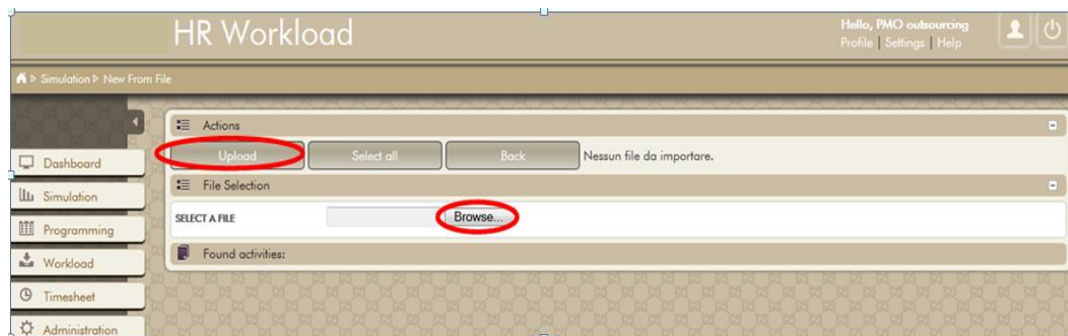 HR Workload
Hello, PMO outsourcing
Profile | Settings | Help
Simulation > New From File
Actions
Upload Select all Back Nessun file da importare.
File Selection
SELECT A FILE Browse...
Found activities:
Dashboard
Simulation
Programming
Workload
Timesheet
Administration